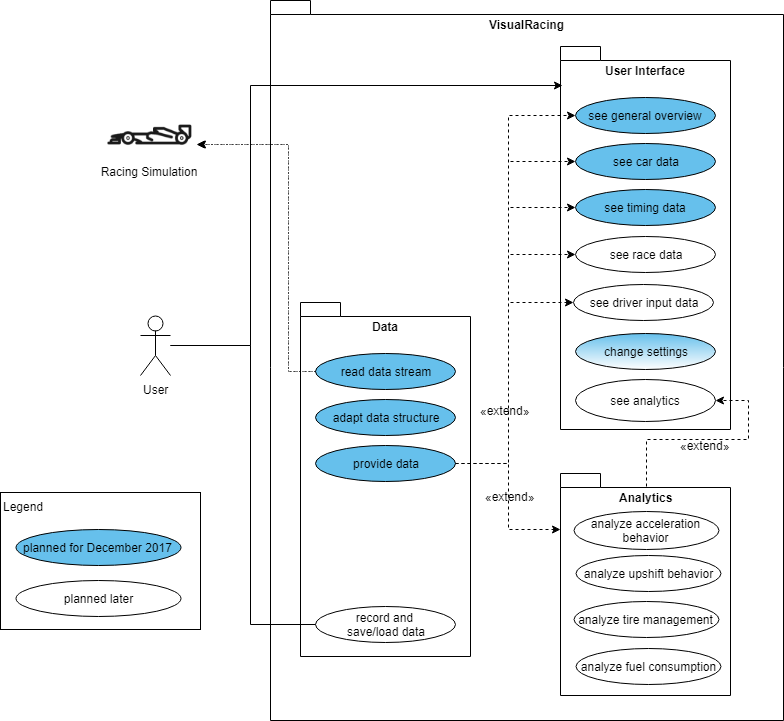 VisualRacing
User Interface
see general overview
see car data
see timing data
see race data
see driver input data
change settings
see analytics
Racing Simulation
User
Data
read data stream
adapt data structure
provide data
record and
save/load data
«extend»
«extend»
«extend»
Analytics
analyze acceleration
behavior
analyze upshift behavior
analyze tire management
analyze fuel consumption
Legend
planned for December 2017
planned later